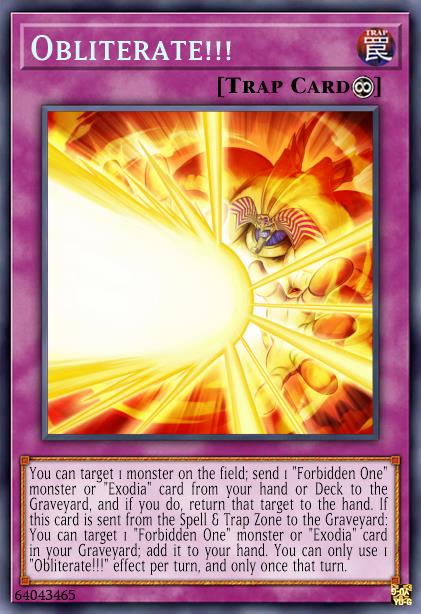 OBLITERATE!!!
TRAP
罠
[TRAP CARD]
You can target 1 monster on the field; send 1 "Forbidden One"
monster or "Exodia" card from your hand or Deck to the
Graveyard, and if you do, return that target to the hand. If
this card is sent from the Spell & Trap Zone to the Graveyard:
You can target 1 "Forbidden One" monster or "Exodia" card
in your Graveyard; add it to your hand. You can only use 1
"Obliterate!!!" effect per turn, and only once that turn.
64043465